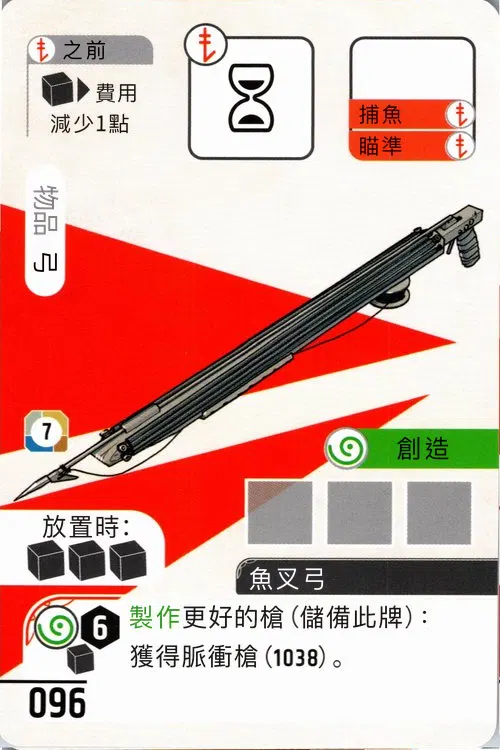 之前
費用
減少1點
捕魚
瞄準
物品 弓
7
創造
放置時：
魚叉弓
6
製作更好的槍（儲備此牌）：
獲得脈衝槍（1038）。
096